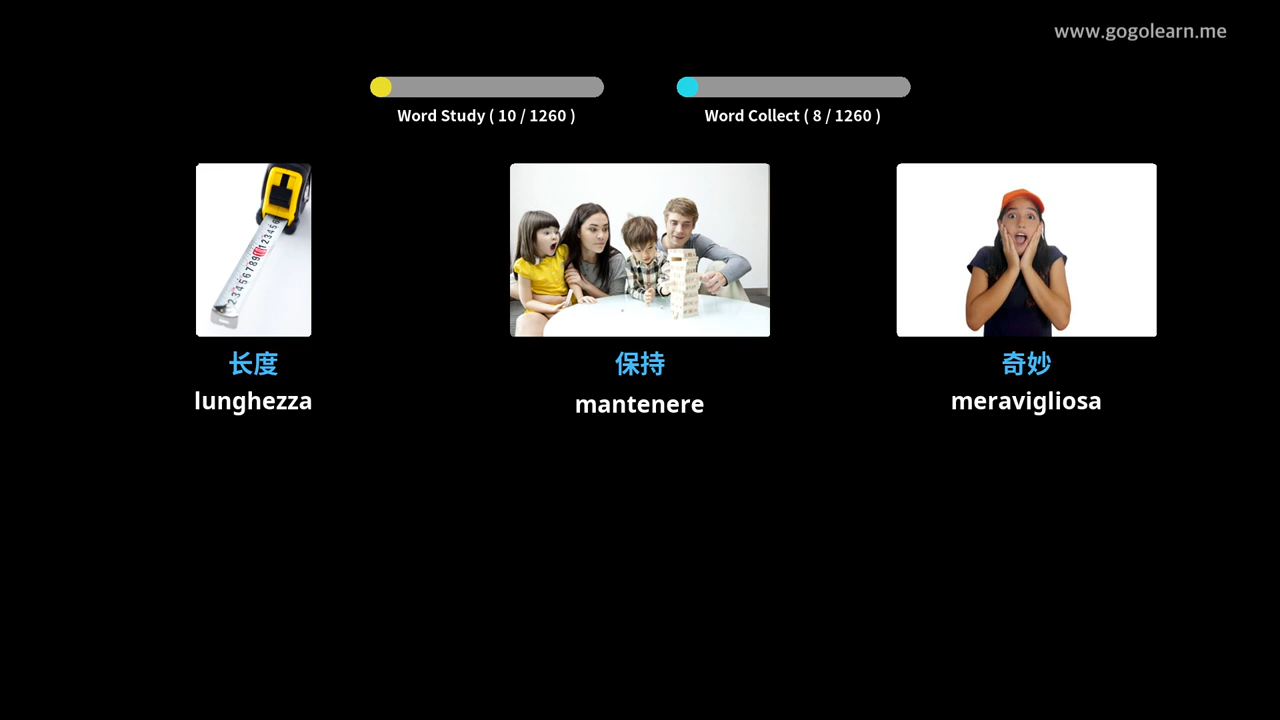 www.gogolearn.me
Word Study ( 10 / 1260 )
Word Collect ( 8 / 1260 )
长度
lunghezza
保持
mantenere
奇妙
meravigliosa